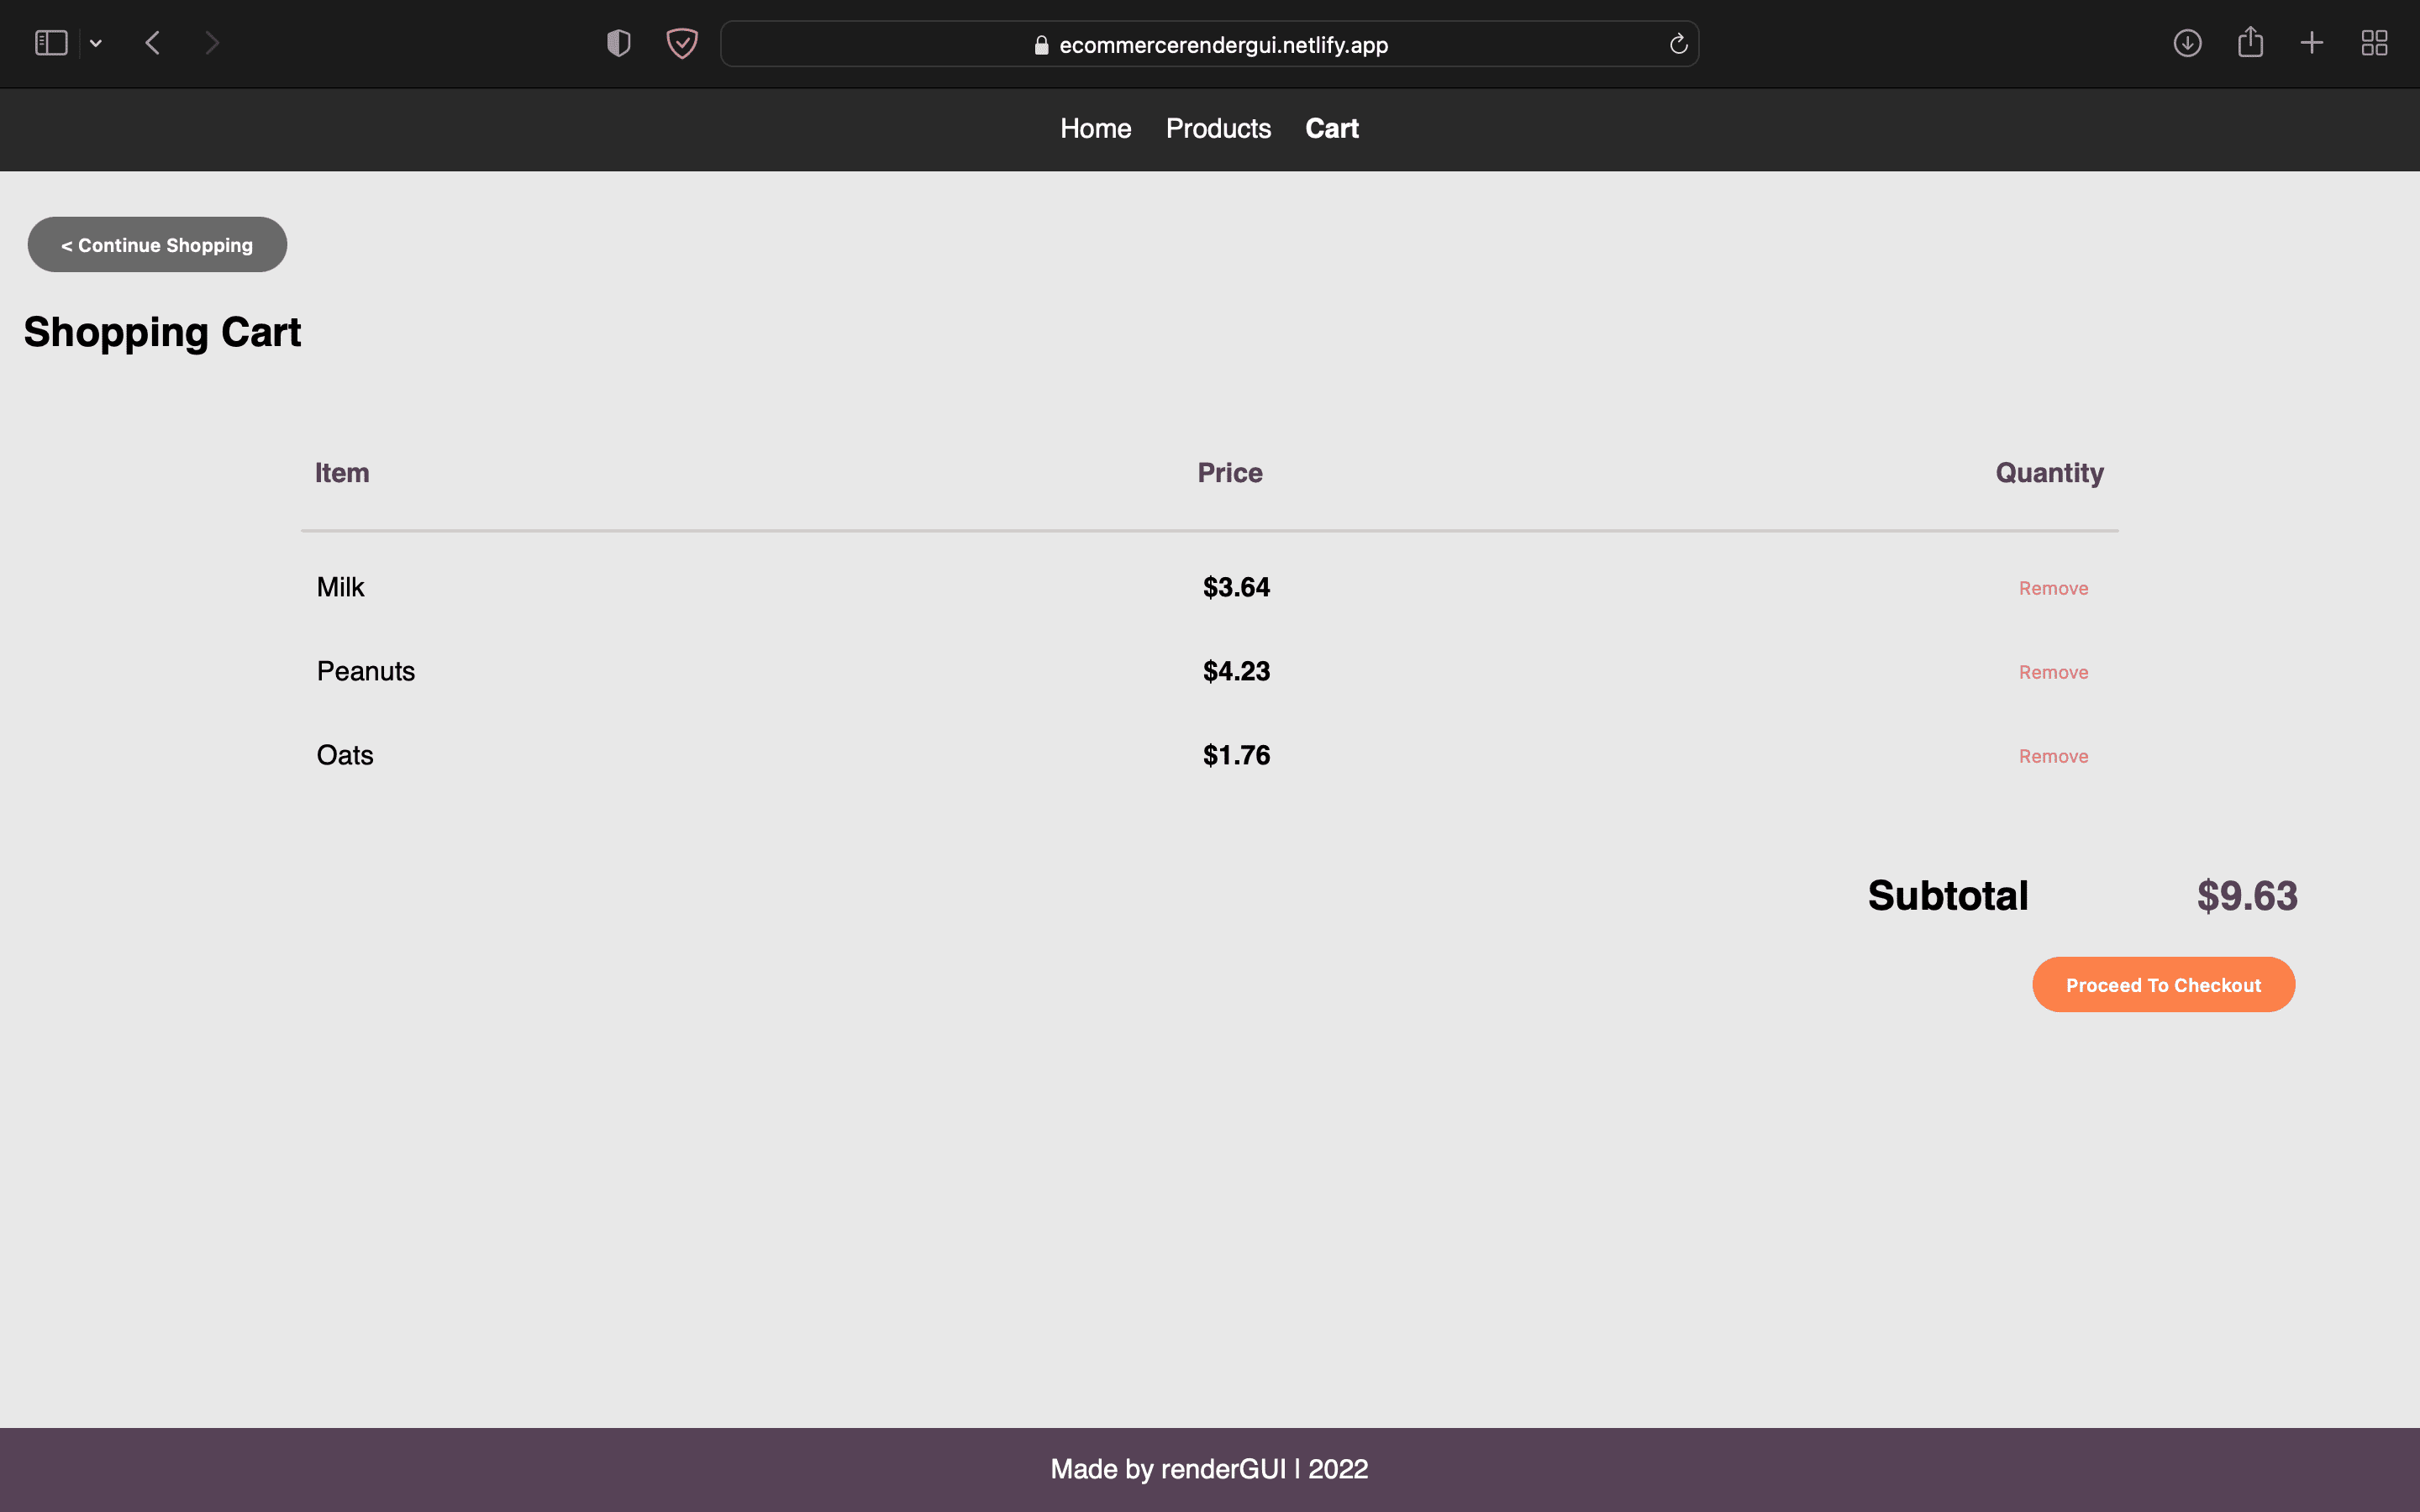 ecommercerendergui.netlify.app
Home Products Cart
< Continue Shopping
Shopping Cart
Item Price Quantity
Milk $3.64 Remove
Peanuts $4.23 Remove
Oats $1.76 Remove
Subtotal $9.63
Proceed To Checkout
Made by renderGUI | 2022